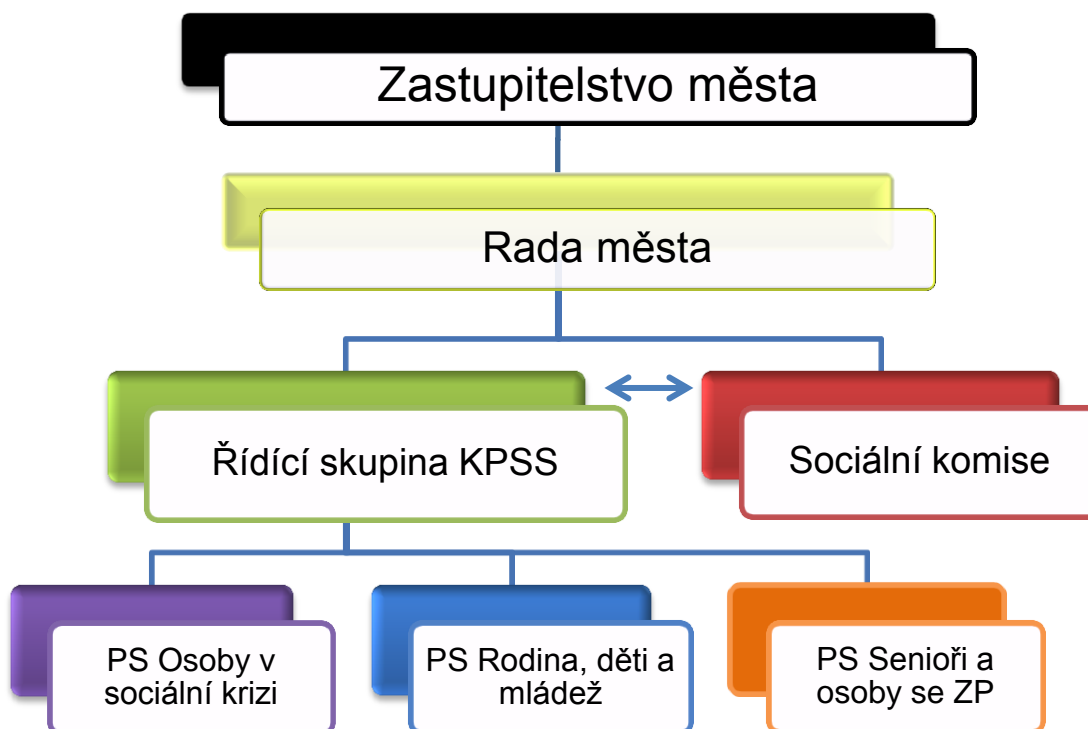 Zastupitelstvo města
Rada města
Řídící skupina KPSS
Sociální komise
PS Osoby v
sociální krizi
PS Rodina, děti a
mládež
PS Senioři a
osoby se ZP